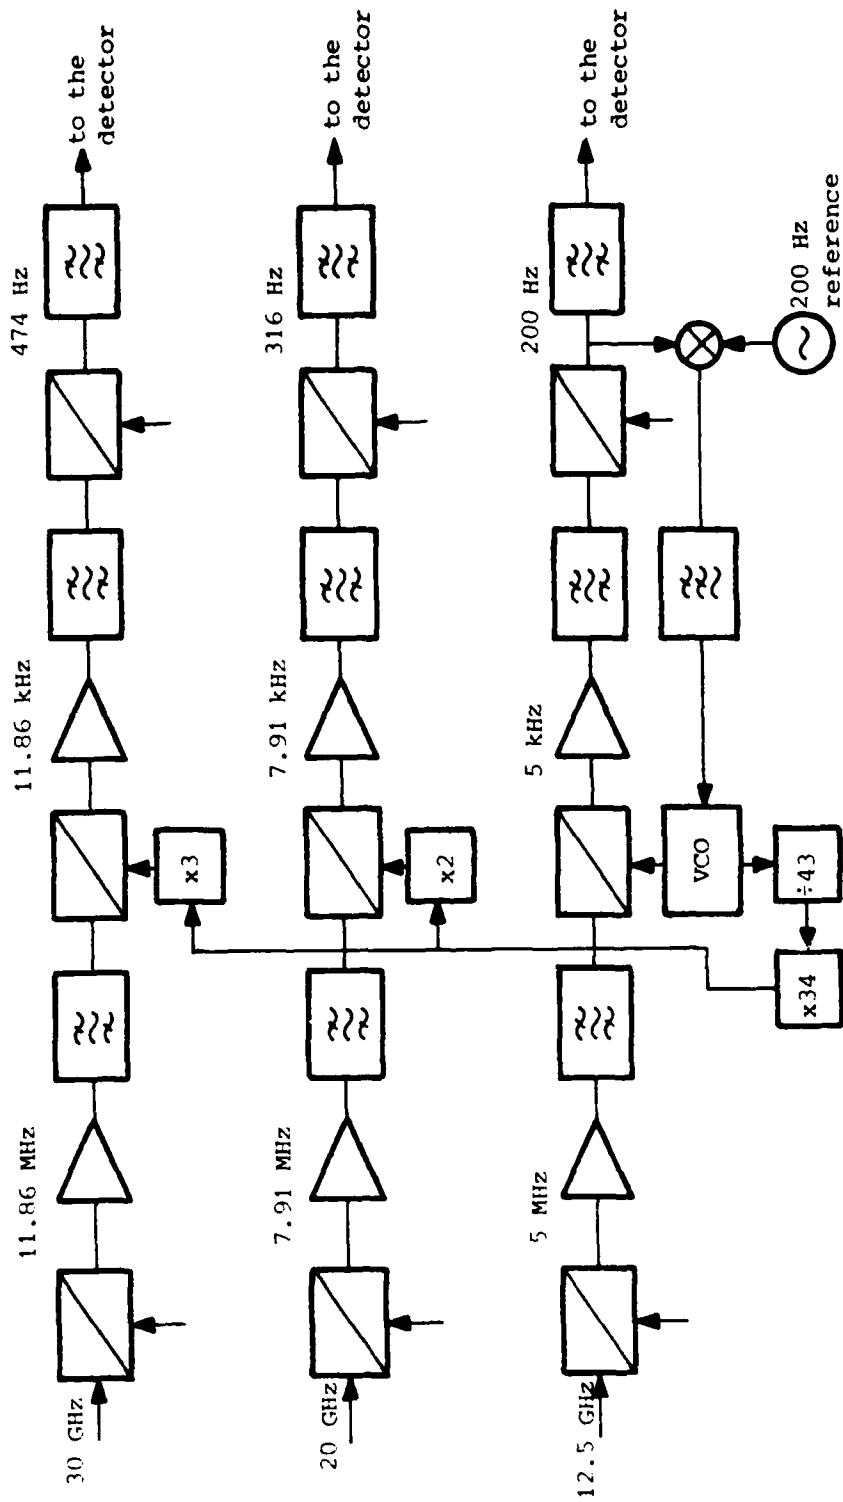 30 GHz
11.86 MHz
x3
11.86 kHz
474 Hz
to the
detector
20 GHz
7.91 MHz
x2
7.91 kHz
316 Hz
to the
detector
12.5 GHz
5 MHz
5 kHz
200 Hz
to the
detector
VCO
÷43
x34
200 Hz
reference